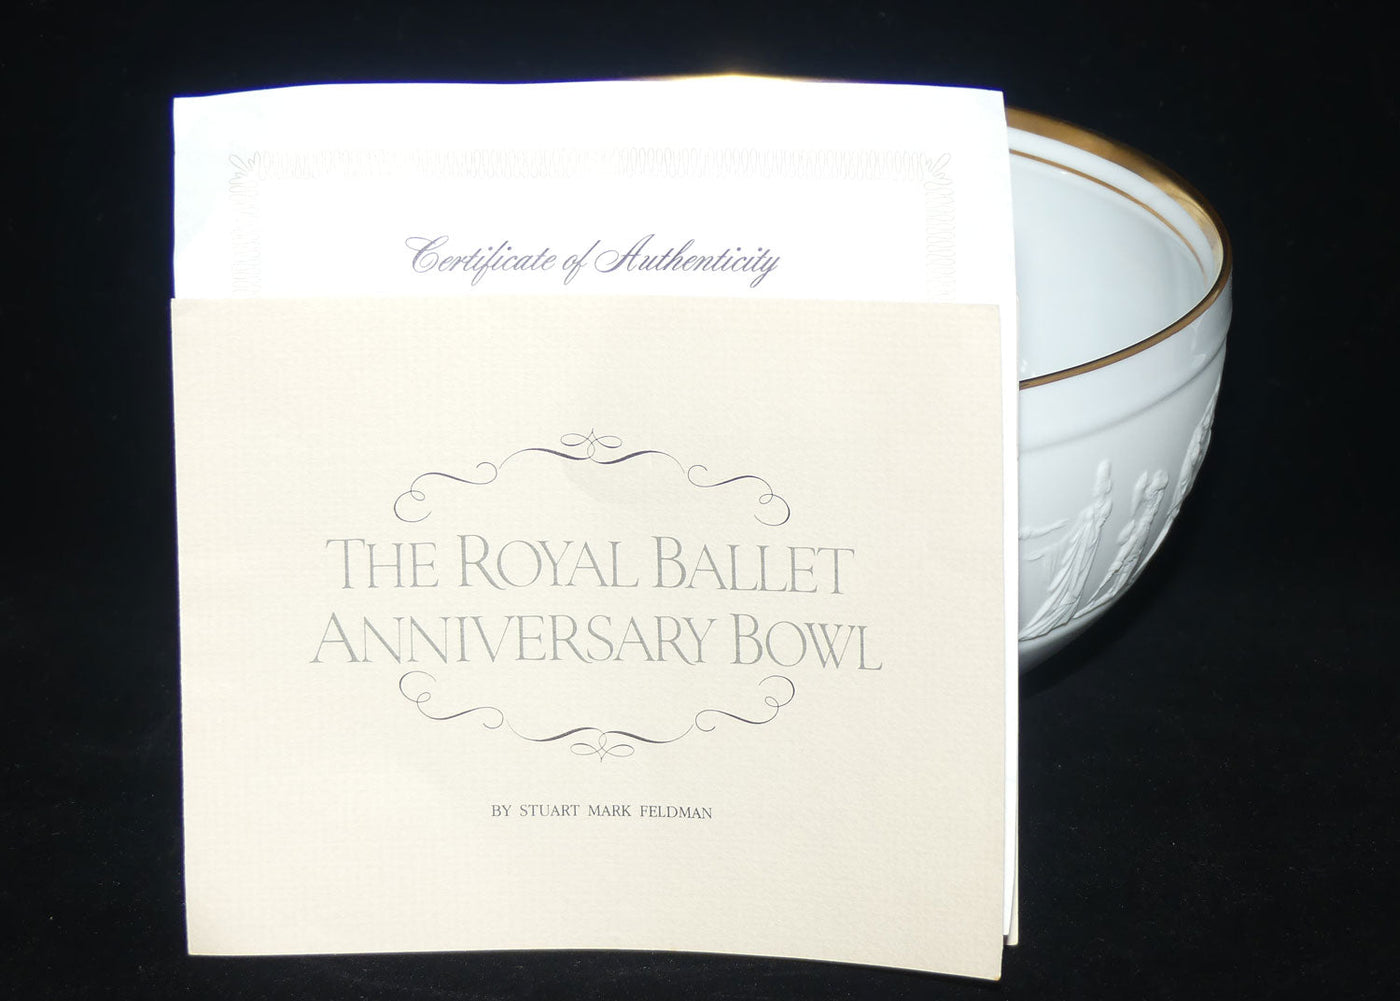 Certificate of Authenticity
THE ROYAL BALLET
ANNIVERSARY BOWL
BY STUART MARK FELDMAN